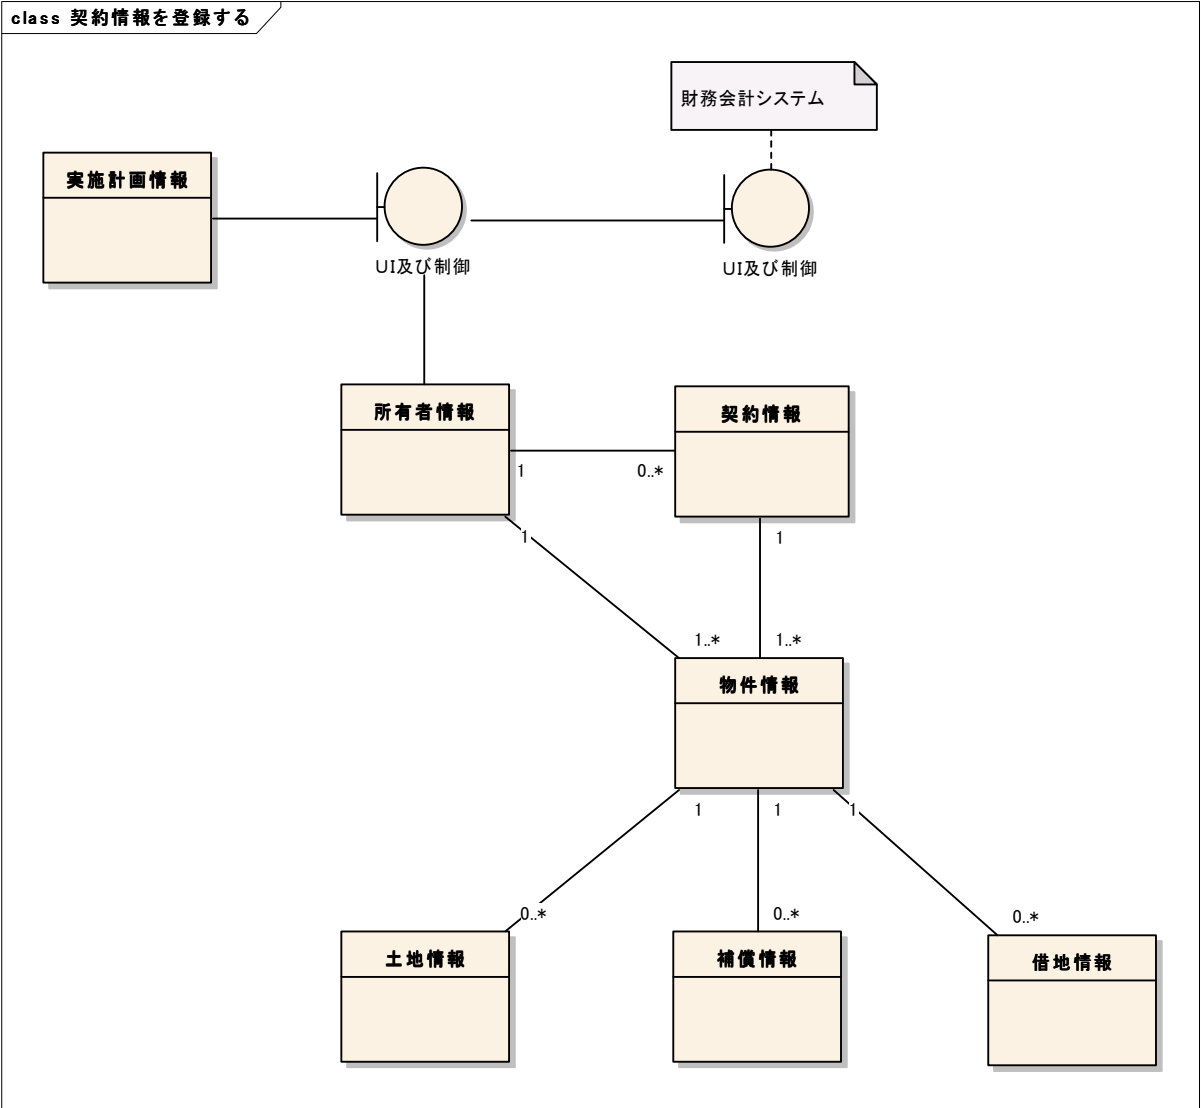 class 契約情報を登録する
財務会計システム
実施計画情報
UI及び制御
UI及び制御
所有者情報
契約情報
1
0..*
1
1
1..*
1..*
物件情報
1
1
1
0..*
0..*
0..*
土地情報
補償情報
借地情報